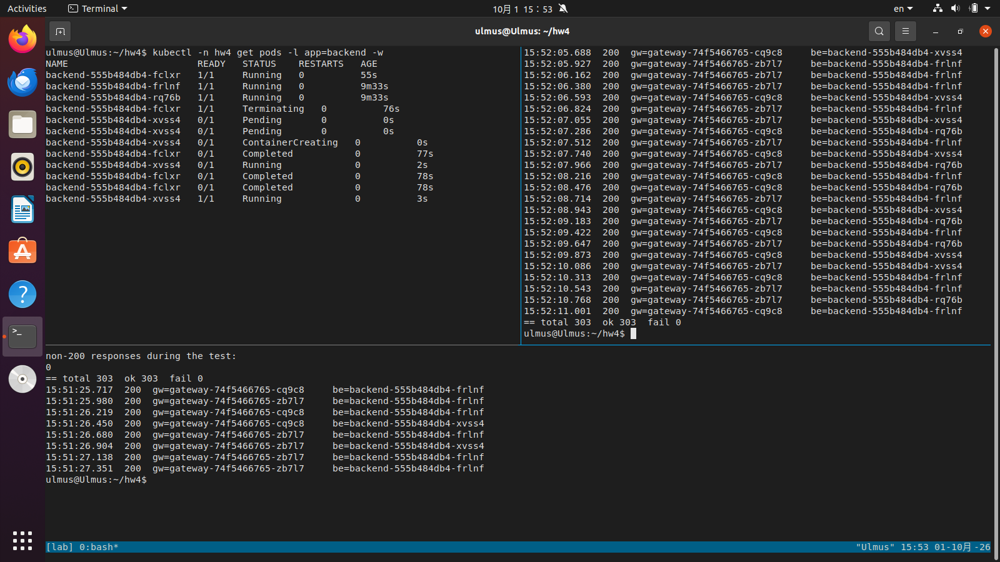 Activities
Terminal
10月 1 15：53
en
ulmus@Ulmus: ~/hw4
ulmus@Ulmus:~/hw4$ kubectl -n hw4 get pods -l app=backend -w
NAME READY STATUS RESTARTS AGE
backend-555b484db4-fclxr 1/1 Running 0 55s
backend-555b484db4-frlnf 1/1 Running 0 9m33s
backend-555b484db4-rq76b 1/1 Running 0 9m33s
backend-555b484db4-fclxr 1/1 Terminating 0 76s
backend-555b484db4-xvss4 0/1 Pending 0 0s
backend-555b484db4-xvss4 0/1 Pending 0 0s
backend-555b484db4-xvss4 0/1 ContainerCreating 0 0s
backend-555b484db4-fclxr 0/1 Completed 0 77s
backend-555b484db4-xvss4 0/1 Running 0 2s
backend-555b484db4-fclxr 0/1 Completed 0 78s
backend-555b484db4-fclxr 0/1 Completed 0 78s
backend-555b484db4-xvss4 1/1 Running 0 3s
15:52:05.688 200 gw=gateway-74f5466765-cq9c8 be=backend-555b484db4-xvss4
15:52:05.927 200 gw=gateway-74f5466765-zb7l7 be=backend-555b484db4-frlnf
15:52:06.162 200 gw=gateway-74f5466765-zb7l7 be=backend-555b484db4-frlnf
15:52:06.380 200 gw=gateway-74f5466765-zb7l7 be=backend-555b484db4-frlnf
15:52:06.593 200 gw=gateway-74f5466765-cq9c8 be=backend-555b484db4-xvss4
15:52:06.824 200 gw=gateway-74f5466765-zb7l7 be=backend-555b484db4-frlnf
15:52:07.055 200 gw=gateway-74f5466765-zb7l7 be=backend-555b484db4-xvss4
15:52:07.286 200 gw=gateway-74f5466765-cq9c8 be=backend-555b484db4-rq76b
15:52:07.512 200 gw=gateway-74f5466765-zb7l7 be=backend-555b484db4-frlnf
15:52:07.740 200 gw=gateway-74f5466765-cq9c8 be=backend-555b484db4-xvss4
15:52:07.966 200 gw=gateway-74f5466765-zb7l7 be=backend-555b484db4-rq76b
15:52:08.216 200 gw=gateway-74f5466765-zb7l7 be=backend-555b484db4-frlnf
15:52:08.476 200 gw=gateway-74f5466765-cq9c8 be=backend-555b484db4-rq76b
15:52:08.714 200 gw=gateway-74f5466765-zb7l7 be=backend-555b484db4-frlnf
15:52:08.943 200 gw=gateway-74f5466765-cq9c8 be=backend-555b484db4-xvss4
15:52:09.183 200 gw=gateway-74f5466765-zb7l7 be=backend-555b484db4-rq76b
15:52:09.422 200 gw=gateway-74f5466765-cq9c8 be=backend-555b484db4-frlnf
15:52:09.647 200 gw=gateway-74f5466765-zb7l7 be=backend-555b484db4-rq76b
15:52:09.873 200 gw=gateway-74f5466765-cq9c8 be=backend-555b484db4-xvss4
15:52:10.086 200 gw=gateway-74f5466765-zb7l7 be=backend-555b484db4-xvss4
15:52:10.313 200 gw=gateway-74f5466765-cq9c8 be=backend-555b484db4-frlnf
15:52:10.543 200 gw=gateway-74f5466765-zb7l7 be=backend-555b484db4-frlnf
15:52:10.768 200 gw=gateway-74f5466765-zb7l7 be=backend-555b484db4-rq76b
15:52:11.001 200 gw=gateway-74f5466765-cq9c8 be=backend-555b484db4-frlnf
== total 303 ok 303 fail 0
ulmus@Ulmus:~/hw4$
non-200 responses during the test:
0
== total 303 ok 303 fail 0
15:51:25.717 200 gw=gateway-74f5466765-cq9c8 be=backend-555b484db4-frlnf
15:51:25.980 200 gw=gateway-74f5466765-zb7l7 be=backend-555b484db4-frlnf
15:51:26.219 200 gw=gateway-74f5466765-cq9c8 be=backend-555b484db4-frlnf
15:51:26.450 200 gw=gateway-74f5466765-cq9c8 be=backend-555b484db4-xvss4
15:51:26.680 200 gw=gateway-74f5466765-zb7l7 be=backend-555b484db4-frlnf
15:51:26.904 200 gw=gateway-74f5466765-zb7l7 be=backend-555b484db4-xvss4
15:51:27.138 200 gw=gateway-74f5466765-zb7l7 be=backend-555b484db4-frlnf
15:51:27.351 200 gw=gateway-74f5466765-zb7l7 be=backend-555b484db4-frlnf
ulmus@Ulmus:~/hw4$
[lab] 0:bash* "Ulmus" 15:53 01-10月-26